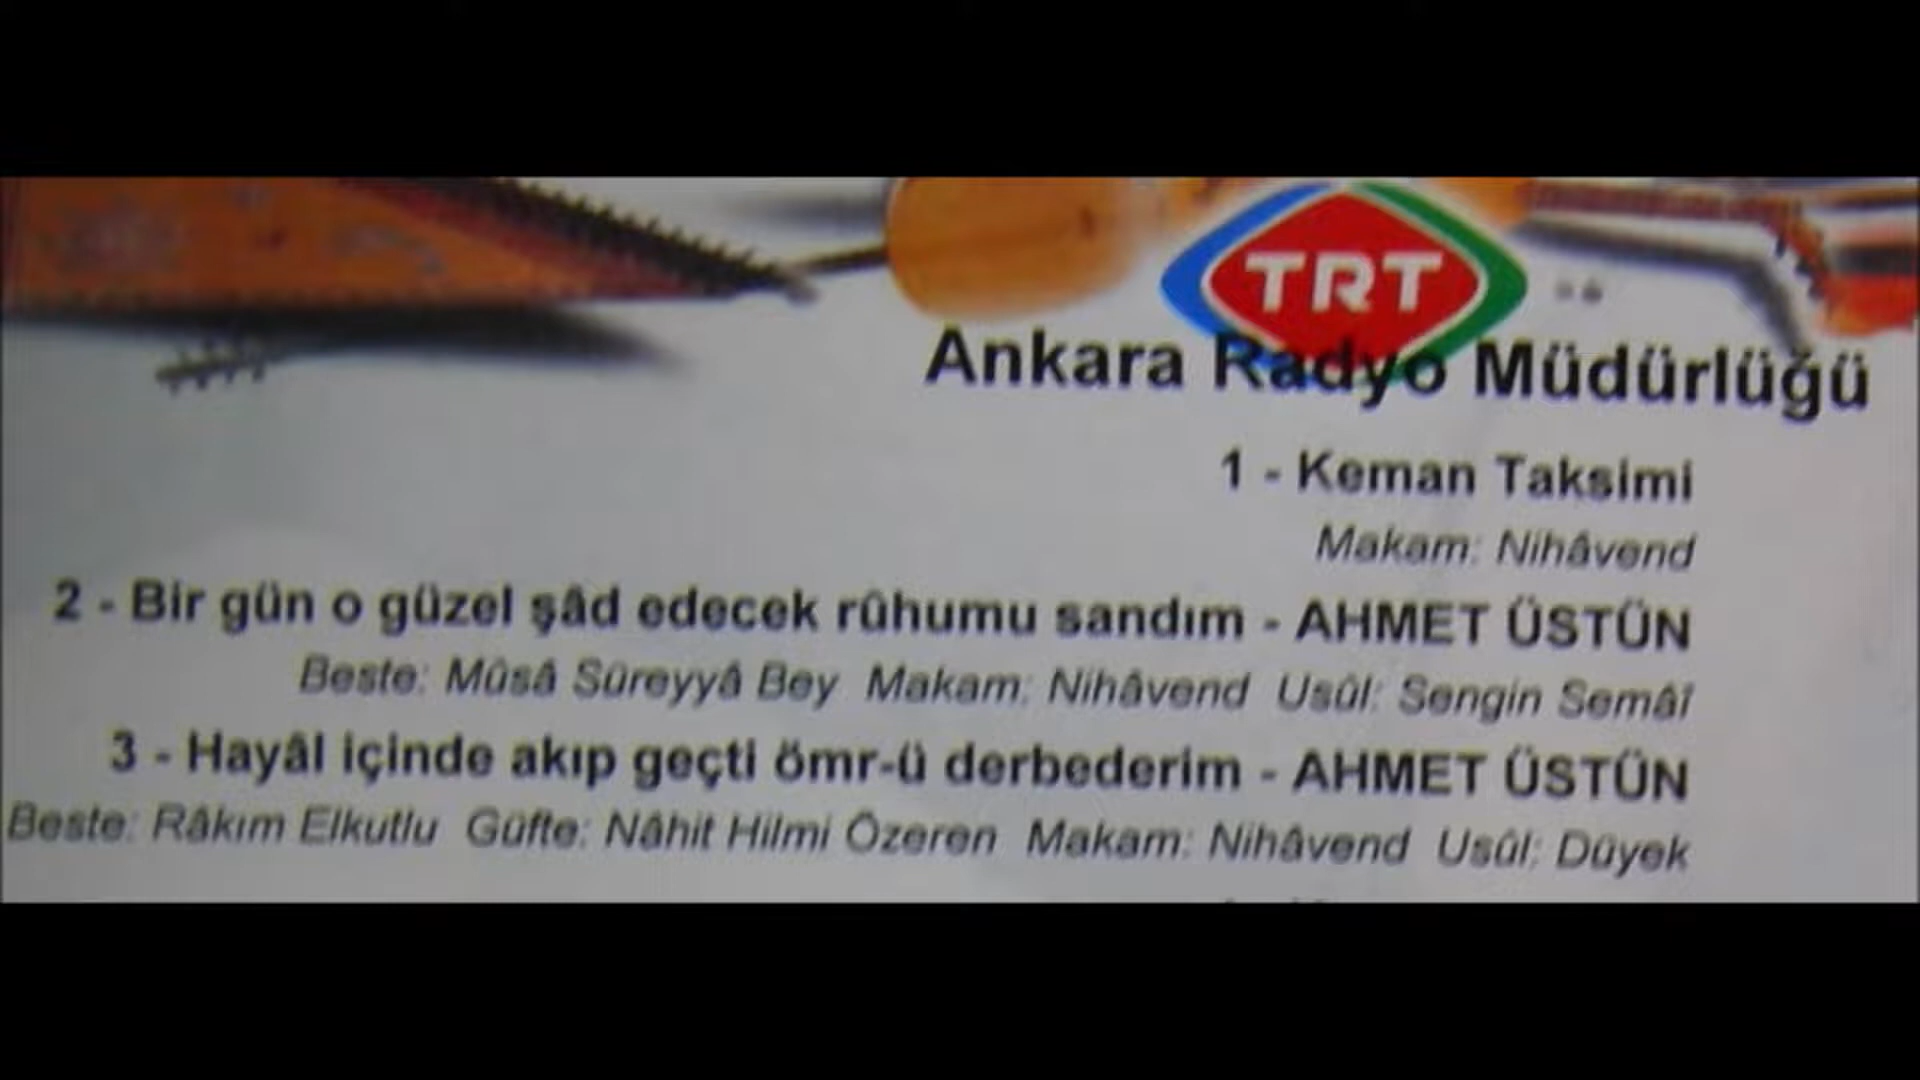 TRT
Ankara Radyo Müdürlüğü
1 - Keman Taksimi
Makam: Nihâvend
2 - Bir gün o güzel şâd edecek rûhumu sandım - AHMET ÜSTÜN
Beste: Mûsâ Süreyyâ Bey Makam: Nihâvend Usûl: Sengin Semâî
3 - Hayâl içinde akıp geçti ömr-ü derbederim - AHMET ÜSTÜN
Beste: Râkım Elkutlu Güfte: Nâhit Hilmi Özeren Makam: Nihâvend Usûl: Düyek